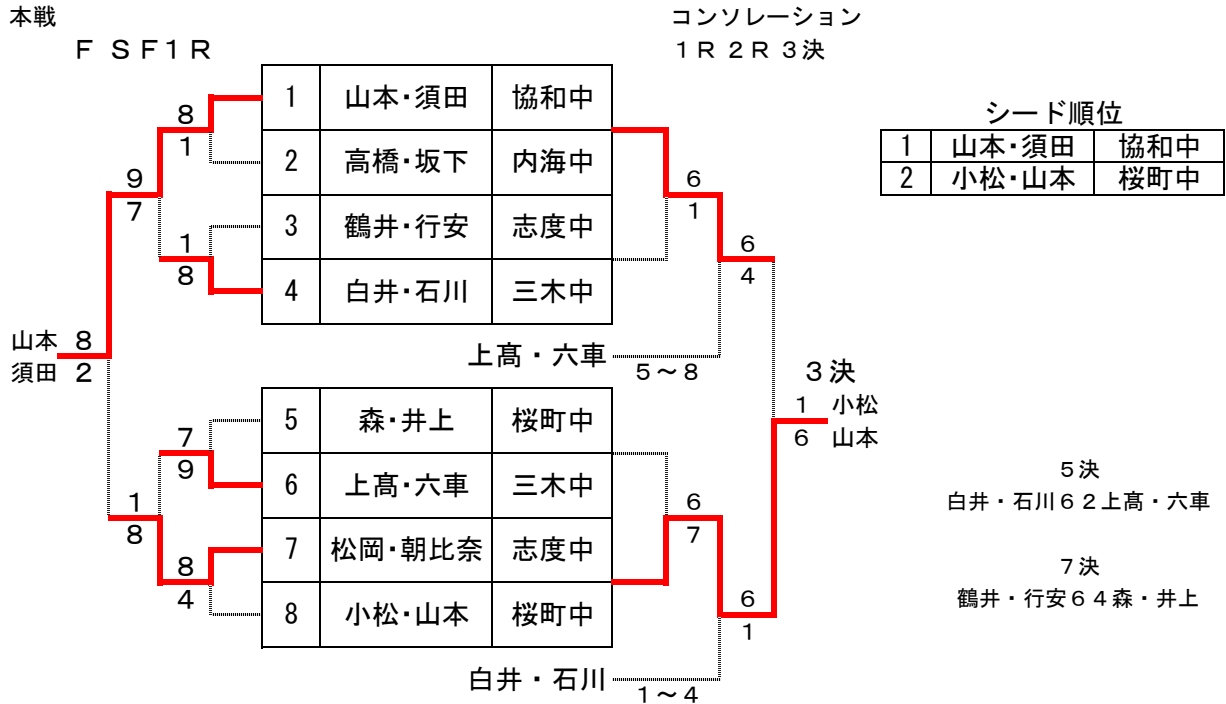 本戦
コンソレーション
F SF1R
1R 2R 3決
1 山本・須田 協和中
2 高橋・坂下 内海中
3 鶴井・行安 志度中
4 白井・石川 三木中
8
1
9
7
1
8
6
1
6
4
シード順位
1 山本・須田 協和中
2 小松・山本 桜町中
上髙・六車
5～8
山本 8
須田 2
3決
1 小松
6 山本
5 森・井上 桜町中
6 上髙・六車 三木中
7 松岡・朝比奈 志度中
8 小松・山本 桜町中
7
9
1
8
8
4
6
7
6
1
白井・石川
1～4
5決
白井・石川62上髙・六車
7決
鶴井・行安64森・井上